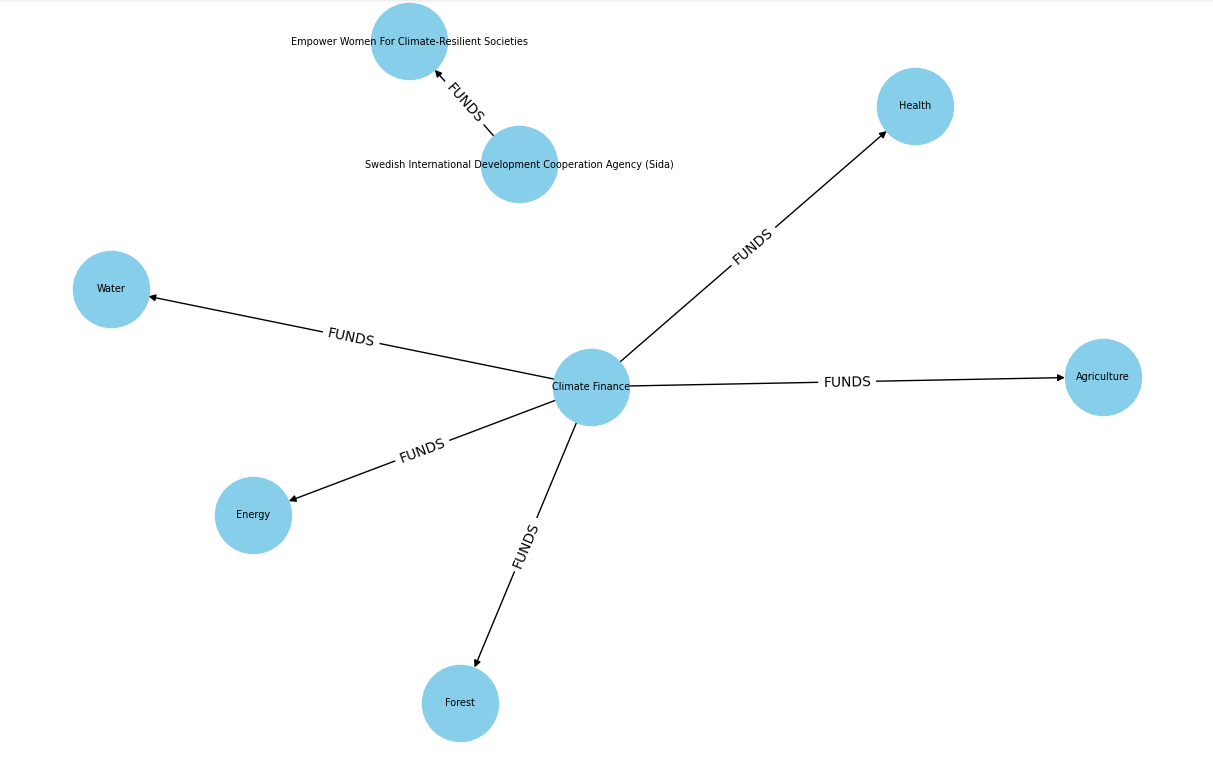 Empower Women For Climate-Resilient Societies
FUNDS
Health
Swedish International Development Cooperation Agency (Sida)
FUNDS
Water
FUNDS
Agriculture
FUNDS
Climate Finance
FUNDS
Energy
FUNDS
Forest